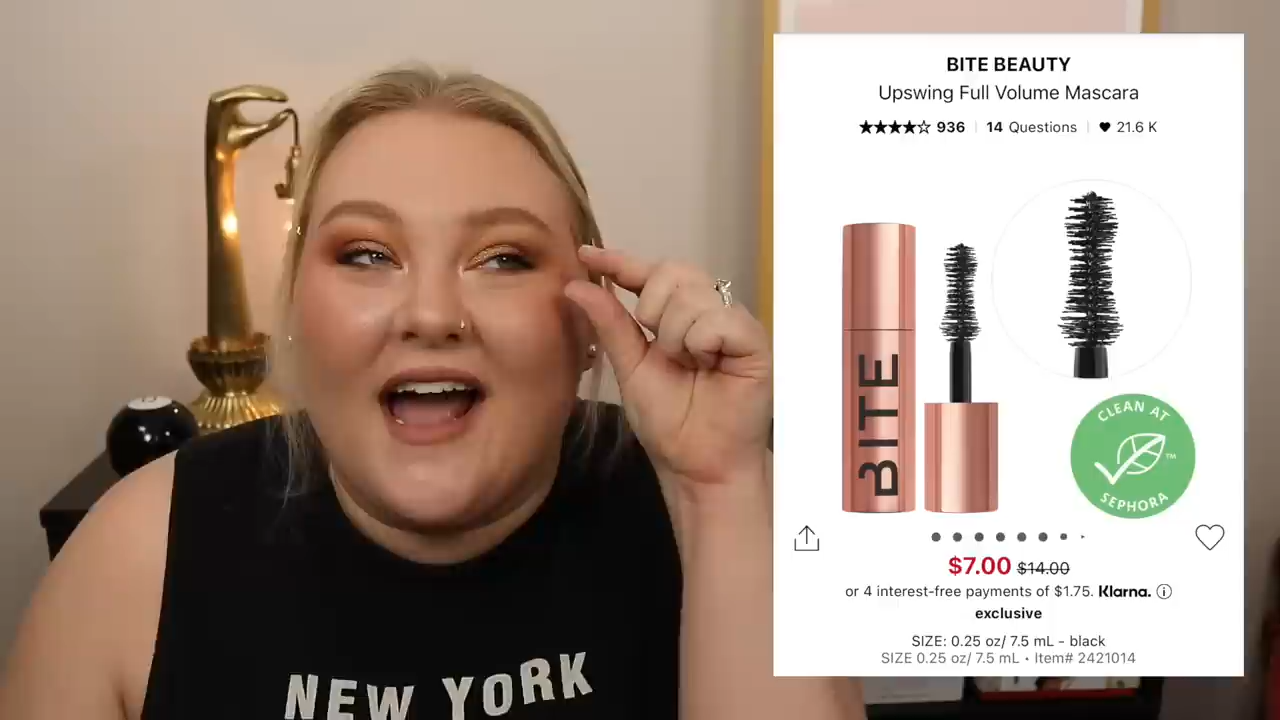 BITE BEAUTY
Upswing Full Volume Mascara
★★★★☆ 936 | 14 Questions | ♥ 21.6 K
BITE
CLEAN AT
SEPHORA
TM
$7.00 $14.00
or 4 interest-free payments of $1.75. Klarna. ⓘ
exclusive
SIZE: 0.25 oz/ 7.5 mL - black
SIZE 0.25 oz/ 7.5 mL • Item# 2421014
NEW YORK